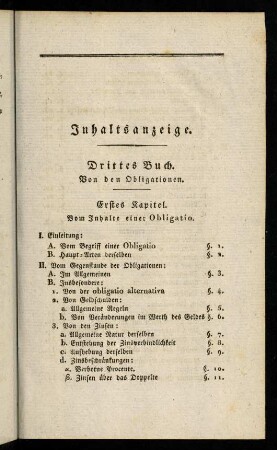 Inhaltsanzeige.
Drittes Buch.
Von den Obligationen.
Erstes Kapitel.
Vom Inhalte einer Obligatio.
I. Einleitung:
A. Vom Begriff einer Obligatio §. 1.
B. Haupt-Arten derselben §. 2.
II. Vom Gegenstande der Obligationen:
A. Im Allgemeinen §. 3.
B. Insbesondere:
1. Von der obligatio alternativa §. 4.
2. Von Geldschulden:
a. Allgemeine Regeln §. 5.
b. Von Veränderungen im Werth des Geldes §. 6.
3. Von den Zinsen:
a. Allgemeine Natur derselben §. 7.
b. Entstehung der Zinsverbindlichkeit §. 8.
c. Aufhebung derselben §. 9.
d. Zinsbeschränkungen:
α. Verbotne Procente. §. 10.
β. Zinsen über das Doppelte §. 11.